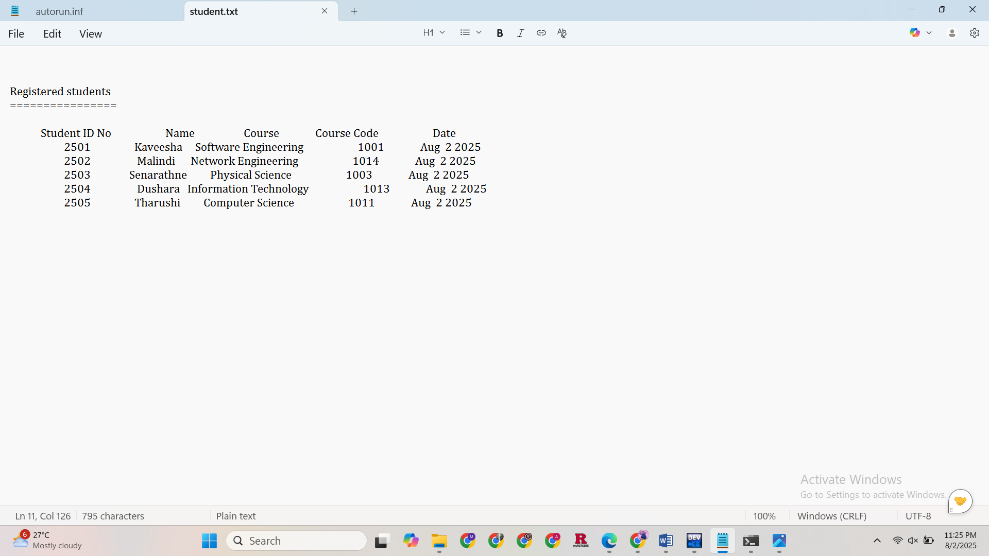 autorun.inf student.txt
File Edit View H1 B I
Registered students
================
Student ID No Name Course Course Code Date
2501 Kaveesha Software Engineering 1001 Aug 2 2025
2502 Malindi Network Engineering 1014 Aug 2 2025
2503 Senarathne Physical Science 1003 Aug 2 2025
2504 Dushara Information Technology 1013 Aug 2 2025
2505 Tharushi Computer Science 1011 Aug 2 2025
Activate Windows
Go to Settings to activate Windows.
Ln 11, Col 126 795 characters Plain text 100% Windows (CRLF) UTF-8
6 27°C
Mostly cloudy
Search
DEV
11:25 PM
8/2/2025